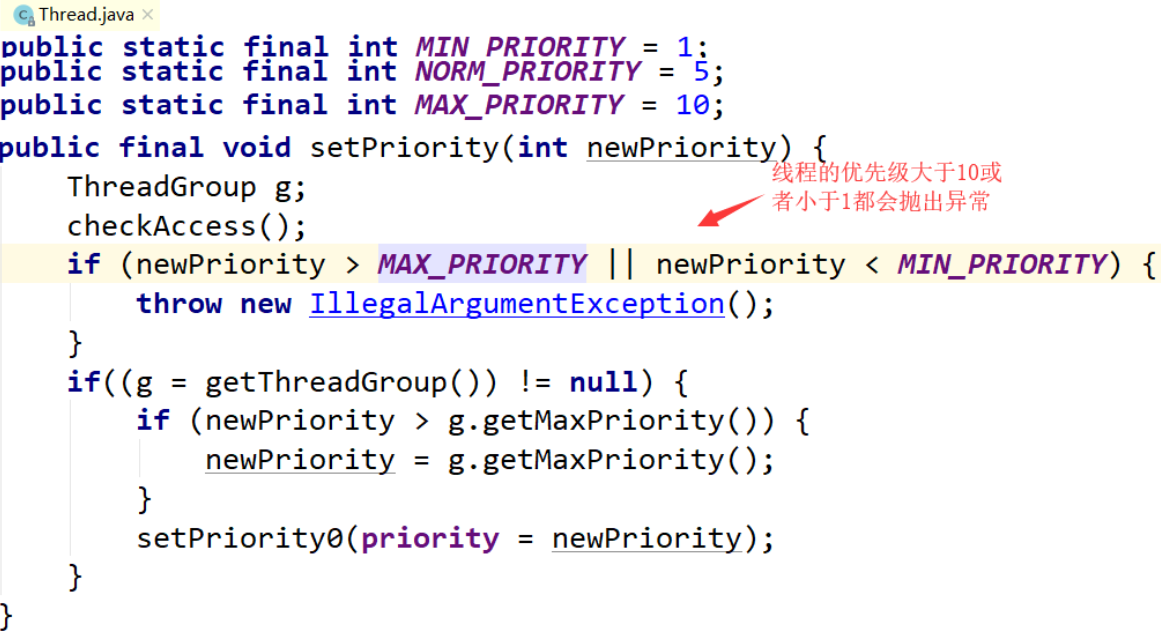 Thread.java
public static final int MIN_PRIORITY = 1;
public static final int NORM_PRIORITY = 5;
public static final int MAX_PRIORITY = 10;
public final void setPriority(int newPriority) {
线程的优先级大于10或
者小于1都会抛出异常
ThreadGroup g;
checkAccess();
if (newPriority > MAX_PRIORITY || newPriority < MIN_PRIORITY) {
throw new IllegalArgumentException();
}
if((g = getThreadGroup()) != null) {
if (newPriority > g.getMaxPriority()) {
newPriority = g.getMaxPriority();
}
setPriority0(priority = newPriority);
}
}